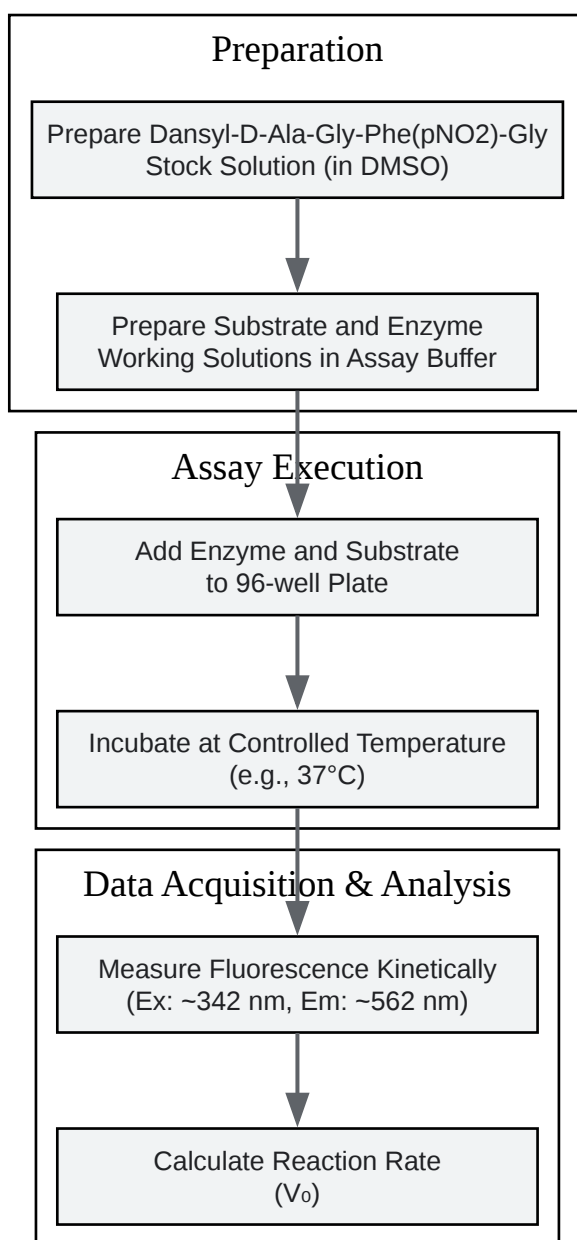 Preparation
Prepare Dansyl-D-Ala-Gly-Phe(pNO2)-Gly
Stock Solution (in DMSO)
Prepare Substrate and Enzyme
Working Solutions in Assay Buffer
Assay Execution
Add Enzyme and Substrate
to 96-well Plate
Incubate at Controlled Temperature
(e.g., 37°C)
Data Acquisition & Analysis
Measure Fluorescence Kinetically
(Ex: ~342 nm, Em: ~562 nm)
Calculate Reaction Rate
(V₀)